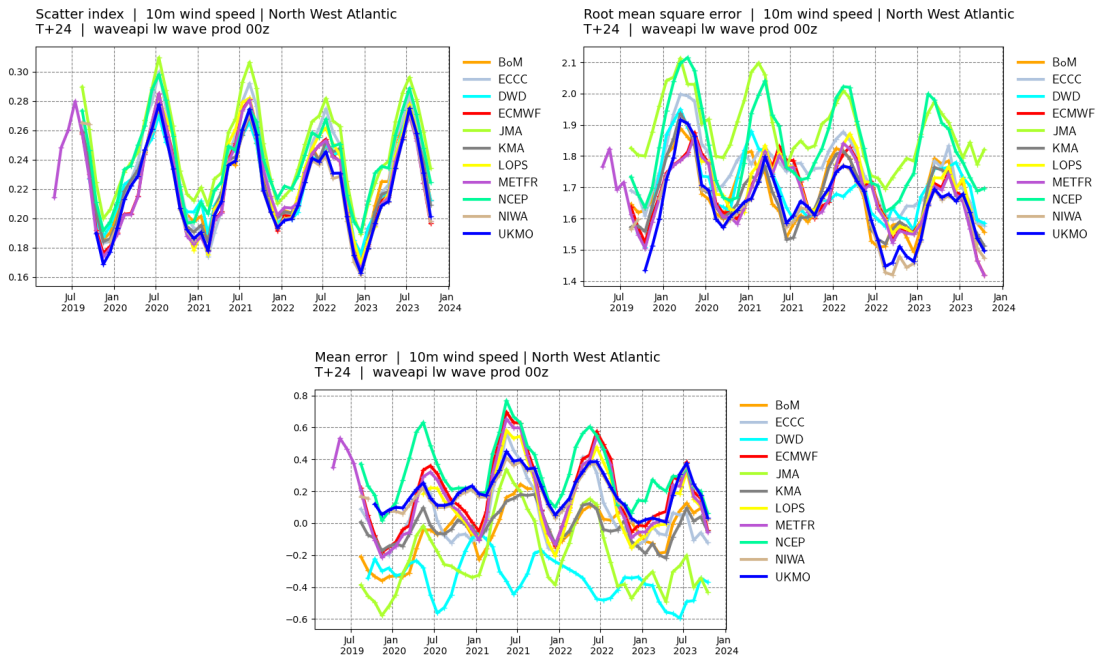 Scatter index | 10m wind speed | North West Atlantic
T+24 | waveapi lw wave prod 00z
0.30
0.28
0.26
0.24
0.22
0.20
0.18
0.16
Jul 2019
Jan 2020
Jul 2020
Jan 2021
Jul 2021
Jan 2022
Jul 2022
Jan 2023
Jul 2023
Jan 2024
BoM
ECCC
DWD
ECMWF
JMA
KMA
LOPS
METFR
NCEP
NIWA
UKMO
Root mean square error | 10m wind speed | North West Atlantic
T+24 | waveapi lw wave prod 00z
2.1
2.0
1.9
1.8
1.7
1.6
1.5
1.4
Jul 2019
Jan 2020
Jul 2020
Jan 2021
Jul 2021
Jan 2022
Jul 2022
Jan 2023
Jul 2023
Jan 2024
BoM
ECCC
DWD
ECMWF
JMA
KMA
LOPS
METFR
NCEP
NIWA
UKMO
Mean error | 10m wind speed | North West Atlantic
T+24 | waveapi lw wave prod 00z
0.8
0.6
0.4
0.2
0.0
−0.2
−0.4
−0.6
Jul 2019
Jan 2020
Jul 2020
Jan 2021
Jul 2021
Jan 2022
Jul 2022
Jan 2023
Jul 2023
Jan 2024
BoM
ECCC
DWD
ECMWF
JMA
KMA
LOPS
METFR
NCEP
NIWA
UKMO